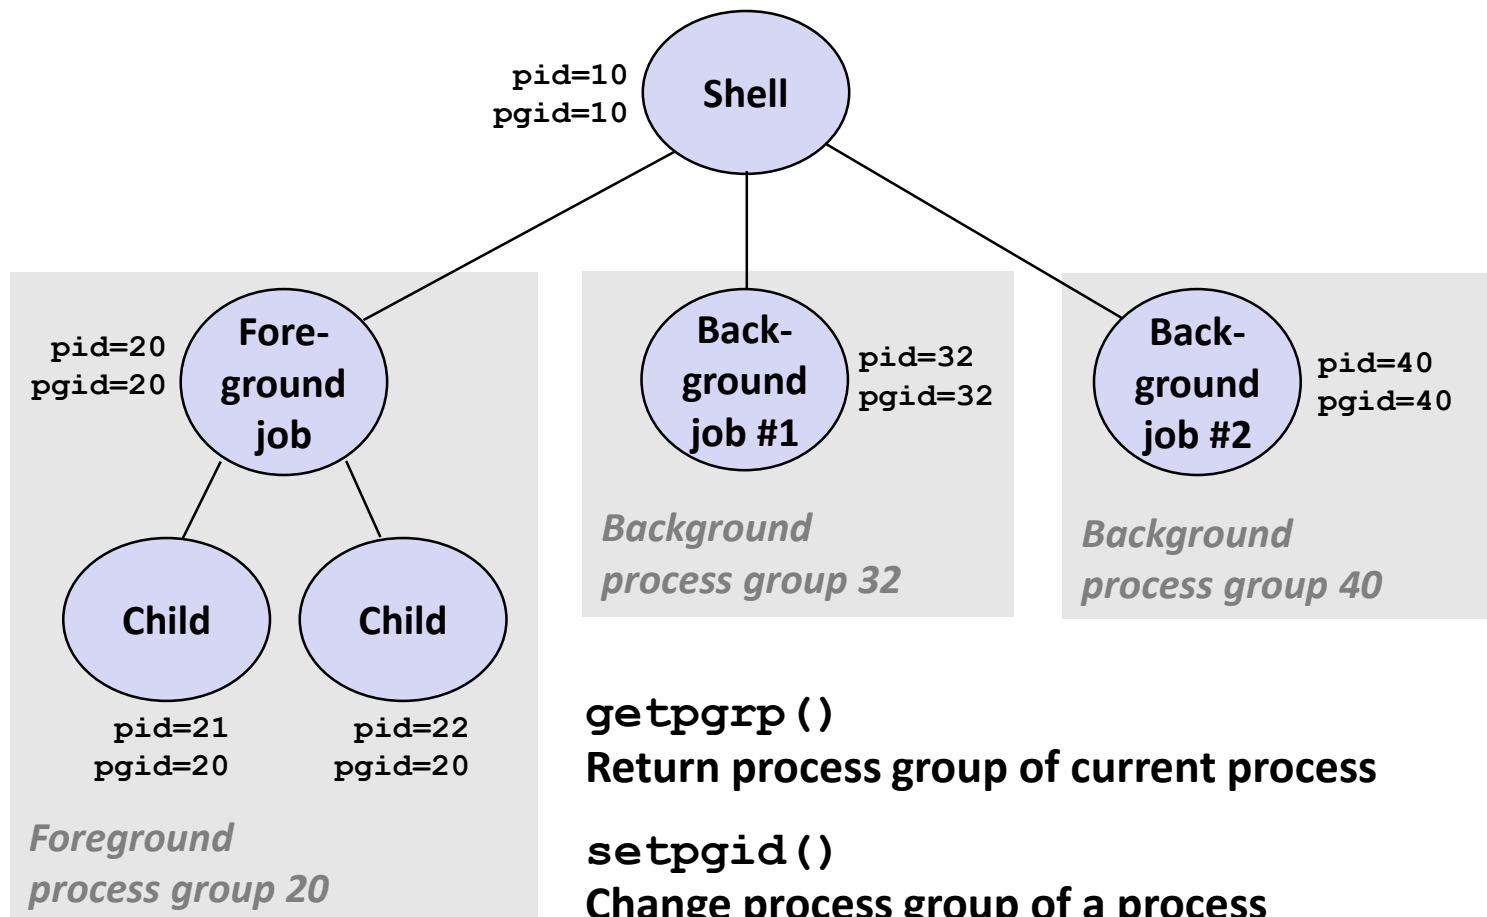 pid=10
pgid=10
Shell
pid=20
pgid=20
Fore-
ground
job
Back-
ground
job #1
pid=32
pgid=32
Back-
ground
job #2
pid=40
pgid=40
Background
process group 32
Background
process group 40
Child
Child
pid=21
pgid=20
pid=22
pgid=20
Foreground
process group 20
getpgrp()
Return process group of current process
setpgid()
Change process group of a process